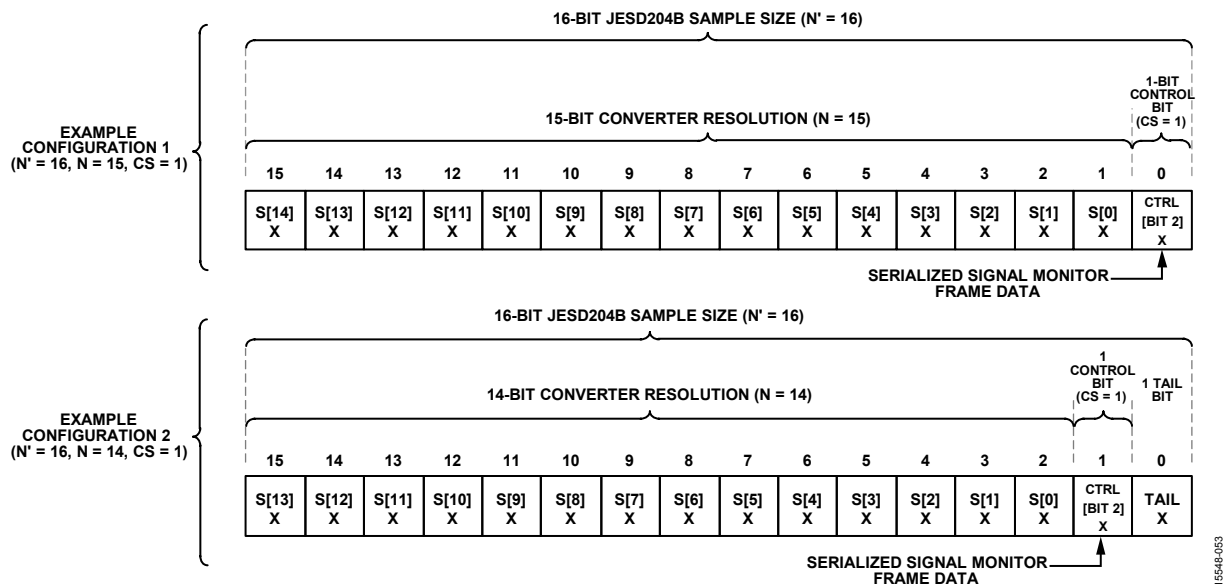 16-BIT JESD204B SAMPLE SIZE (N' = 16)
1-BIT
CONTROL
BIT
(CS = 1)
15-BIT CONVERTER RESOLUTION (N = 15)
EXAMPLE
CONFIGURATION 1
(N' = 16, N = 15, CS = 1)
15 14 13 12 11 10 9 8 7 6 5 4 3 2 1 0
S[14] S[13] S[12] S[11] S[10] S[9] S[8] S[7] S[6] S[5] S[4] S[3] S[2] S[1] S[0] CTRL
[BIT 2]
X X X X X X X X X X X X X X X X
SERIALIZED SIGNAL MONITOR
FRAME DATA
16-BIT JESD204B SAMPLE SIZE (N' = 16)
1
CONTROL
BIT
(CS = 1)
1 TAIL
BIT
14-BIT CONVERTER RESOLUTION (N = 14)
EXAMPLE
CONFIGURATION 2
(N' = 16, N = 14, CS = 1)
15 14 13 12 11 10 9 8 7 6 5 4 3 2 1 0
S[13] S[12] S[11] S[10] S[9] S[8] S[7] S[6] S[5] S[4] S[3] S[2] S[1] S[0] CTRL TAIL
[BIT 2]
X X X X X X X X X X X X X X X X
SERIALIZED SIGNAL MONITOR
FRAME DATA
15548-053